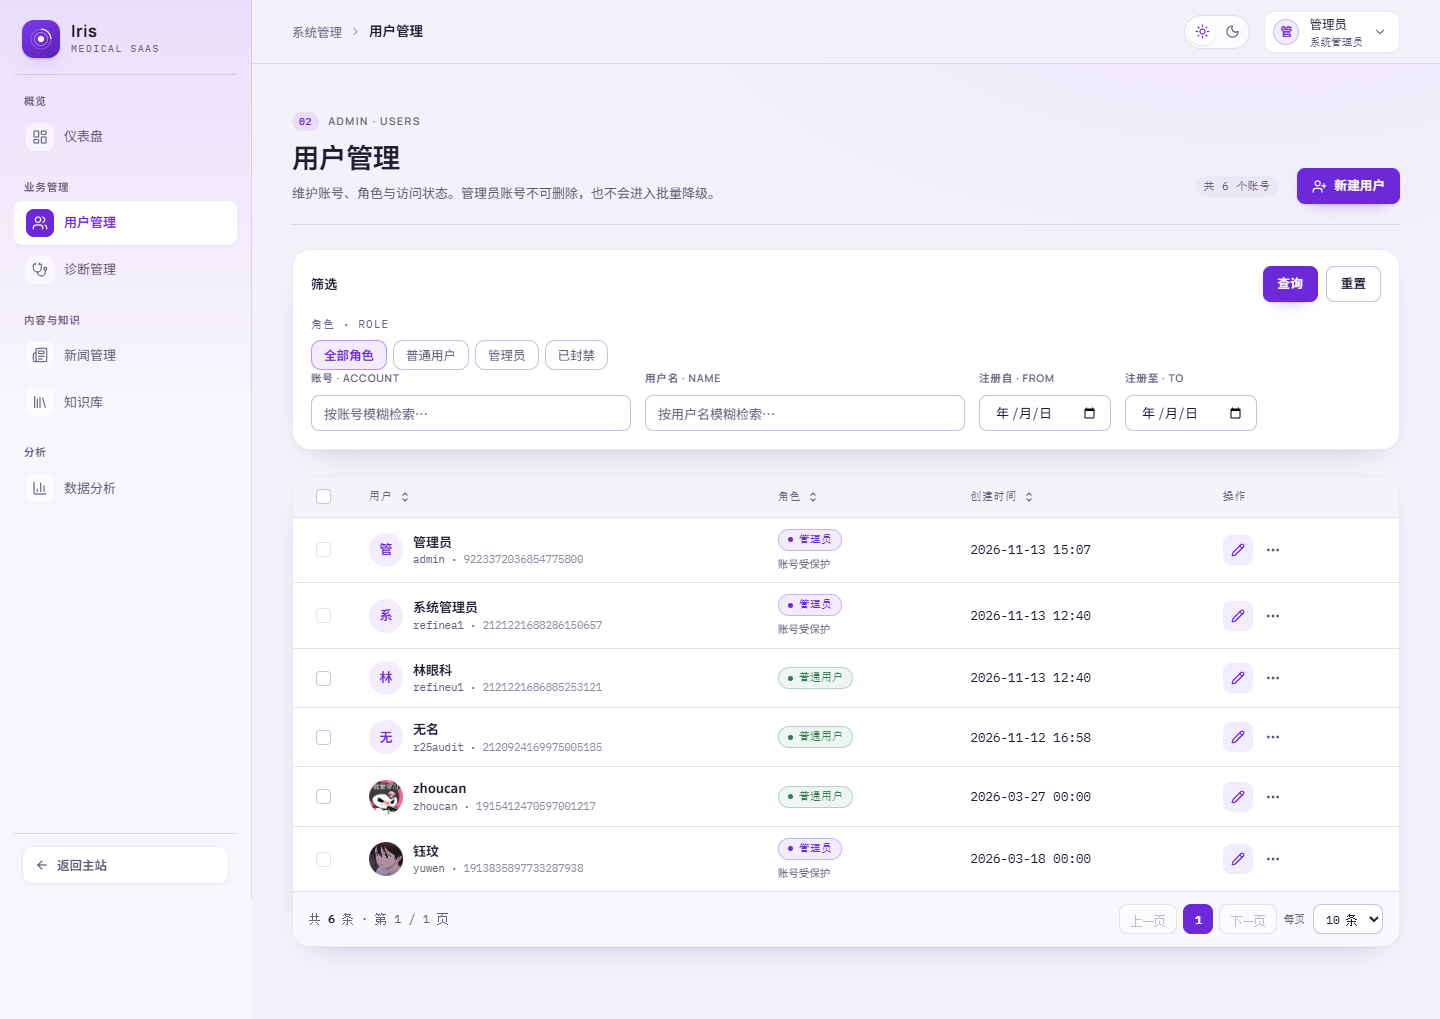 Iris
MEDICAL SAAS
概览
仪表盘
业务管理
用户管理
诊断管理
内容与知识
新闻管理
知识库
分析
数据分析
返回主站
系统管理 用户管理
管 管理员
系统管理员
02 ADMIN · USERS
用户管理
维护账号、角色与访问状态。管理员账号不可删除，也不会进入批量降级。
共 6 个账号
新建用户
筛选
查询 重置
角色 · ROLE
全部角色 普通用户 管理员 已封禁
账号 · ACCOUNT 用户名 · NAME 注册自 · FROM 注册至 · TO
按账号模糊检索… 按用户名模糊检索… 年 /月/日 年 /月/日
用户 角色 创建时间 操作
管 管理员
admin · 9223372036854775800
管理员
账号受保护
2026-11-13 15:07
系 系统管理员
refinea1 · 2121221688286150657
管理员
账号受保护
2026-11-13 12:40
林 林眼科
refineu1 · 2121221686885253121
普通用户
2026-11-13 12:40
无 无名
r25audit · 2120924169975005185
普通用户
2026-11-12 16:58
zhoucan
zhoucan · 1915412470597001217
普通用户
2026-03-27 00:00
钰玟
yuwen · 1913835897733287938
管理员
账号受保护
2026-03-18 00:00
共 6 条 · 第 1 / 1 页
上一页 1 下一页 每页 10 条